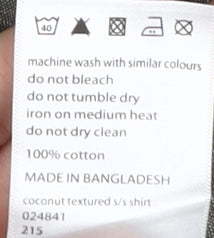 40
machine wash with similar colours
do not bleach
do not tumble dry
iron on medium heat
do not dry clean
100% cotton
MADE IN BANGLADESH
coconut textured s/s shirt
024841
215